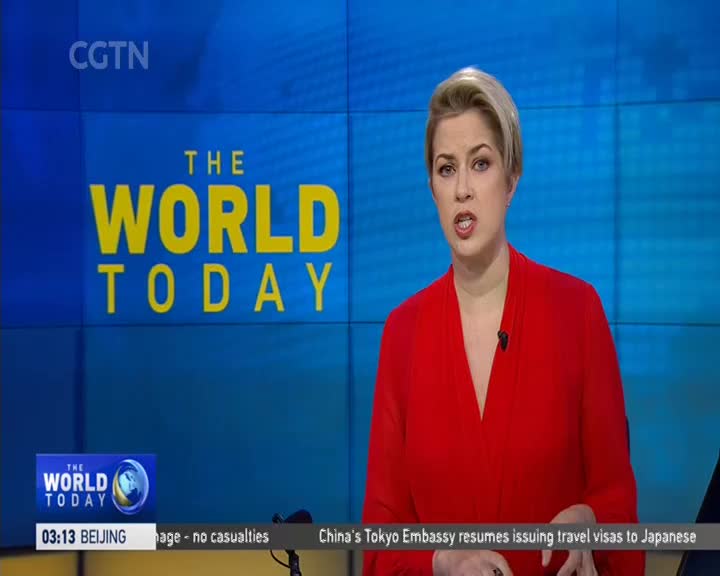 CGTN
THE
WORLD
TODAY
THE
WORLD
TODAY
03:13 BEIJING
age - no casualties China's Tokyo Embassy resumes issuing travel visas to Japanese